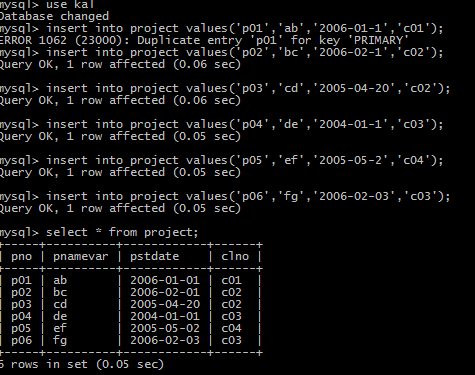 mysql> use kal
Database changed
mysql> insert into project values('p01','ab','2006-01-1','c01');
ERROR 1062 (23000): Duplicate entry 'p01' for key 'PRIMARY'
mysql> insert into project values('p02','bc','2006-02-1','c02');
Query OK, 1 row affected (0.06 sec)

mysql> insert into project values('p03','cd','2005-04-20','c02');
Query OK, 1 row affected (0.06 sec)

mysql> insert into project values('p04','de','2004-01-1','c03');
Query OK, 1 row affected (0.05 sec)

mysql> insert into project values('p05','ef','2005-05-2','c04');
Query OK, 1 row affected (0.05 sec)

mysql> insert into project values('p06','fg','2006-02-03','c03');
Query OK, 1 row affected (0.05 sec)

mysql> select * from project;
+-----+----------+------------+------+
| pno | pnamevar | pstdate    | clno |
+-----+----------+------------+------+
| p01 | ab       | 2006-01-01 | c01  |
| p02 | bc       | 2006-02-01 | c02  |
| p03 | cd       | 2005-04-20 | c02  |
| p04 | de       | 2004-01-01 | c03  |
| p05 | ef       | 2005-05-02 | c04  |
| p06 | fg       | 2006-02-03 | c03  |
+-----+----------+------------+------+
6 rows in set (0.05 sec)